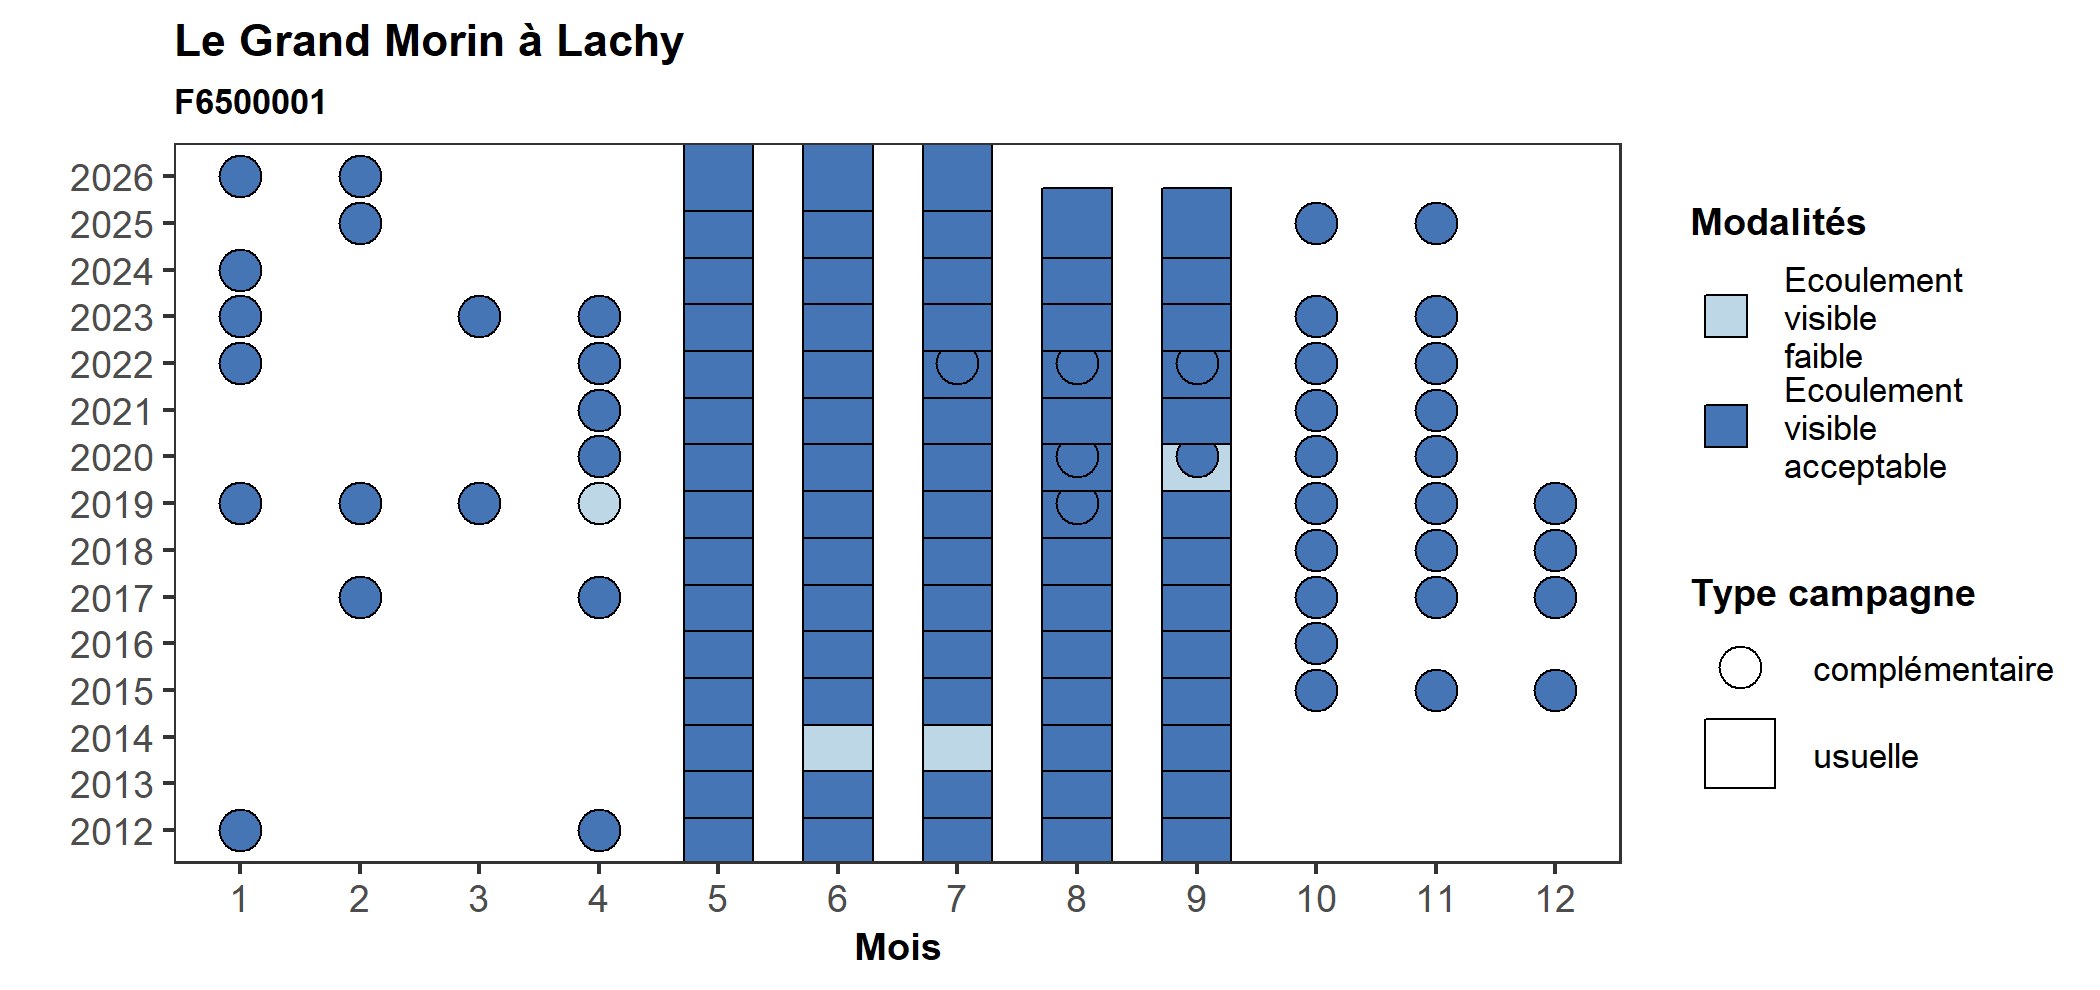 Le Grand Morin à Lachy
F6500001
2026
2025
2024
2023
2022
2021
2020
2019
2018
2017
2016
2015
2014
2013
2012
1 2 3 4 5 6 7 8 9 10 11 12
Mois
Modalités
Ecoulement
visible
faible
Ecoulement
visible
acceptable
Type campagne
complémentaire
usuelle